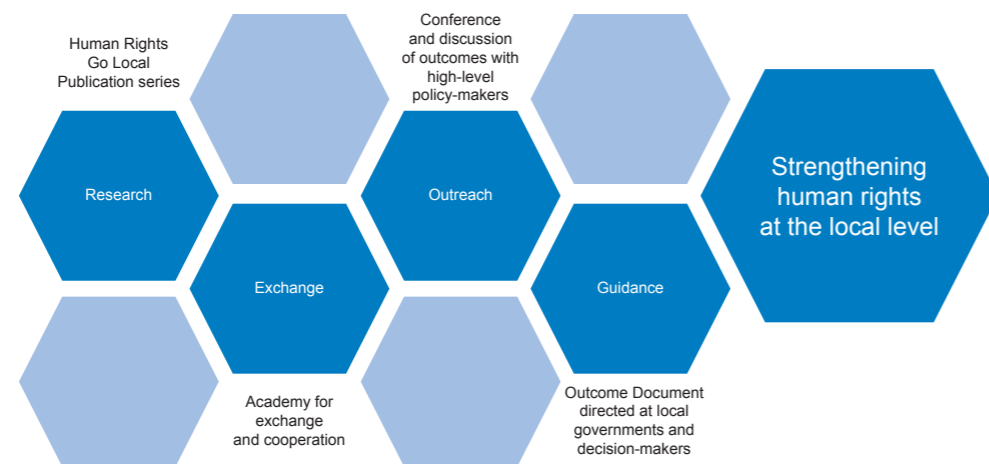 Human Rights
Go Local
Publication series
Research
Exchange
Academy for
exchange
and cooperation
Conference
and discussion
of outcomes with
high-level
policy-makers
Outreach
Guidance
Outcome Document
directed at local
governments and
decision-makers
Strengthening
human rights
at the local level